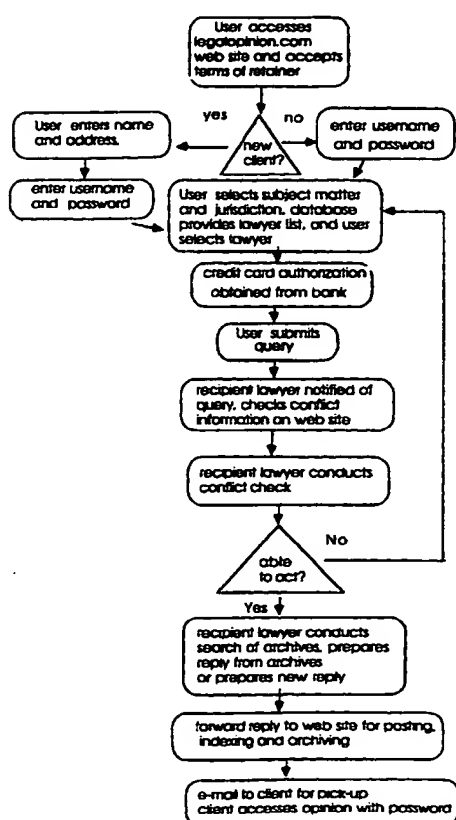 User accesses
legalopinion.com
web site and accepts
terms of retainer
yes
no
User enters name
and address.
new
client?
enter username
and password
enter username
and password
User selects subject matter
and jurisdiction, database
provides lawyer list, and user
selects lawyer
credit card authorization
obtained from bank
User submits
query
recipient lawyer notified of
query, checks conflict
information on web site
recipient lawyer conducts
conflict check
No
able
to act?
Yes
recipient lawyer conducts
search of archives, prepares
reply from archives
or prepares new reply
forward reply to web site for posting,
indexing and archiving
e-mail to client for pick-up
client accesses opinion with password